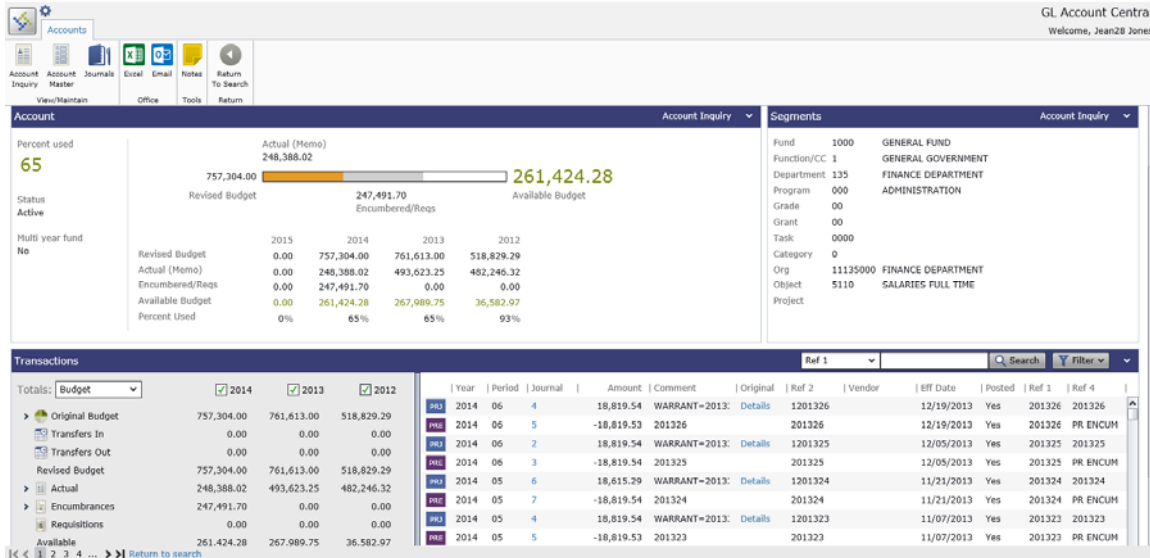 GL Account Centra
Accounts
Welcome, Jean2B Jones
Account Inquiry
Account Master
Journals
Excel
Email
Notes
Return To Search
View/Maintain
Office
Tools
Return
Account
Account Inquiry
Percent used
65
Status
Active
Multi year fund
No
Actual (Memo)
248,388.02
757,304.00
261,424.28
Revised Budget
247,491.70
Available Budget
Encumbered/Reqs
2015 2014 2013 2012
Revised Budget 0.00 757,304.00 761,613.00 518,829.29
Actual (Memo) 0.00 248,388.02 493,623.25 482,246.32
Encumbered/Reqs 0.00 247,491.70 0.00 0.00
Available Budget 0.00 261,424.28 267,989.75 36,582.97
Percent Used 0% 65% 65% 93%
Segments
Account Inquiry
Fund 1000 GENERAL FUND
Function/CC 1 GENERAL GOVERNMENT
Department 135 FINANCE DEPARTMENT
Program 000 ADMINISTRATION
Grade 00
Grant 00
Task 0000
Category 0
Org 11135000 FINANCE DEPARTMENT
Object 5110 SALARIES FULL TIME
Project
Transactions
Ref 1
Search
Filter
Totals: Budget 2014 2013 2012
Original Budget 757,304.00 761,613.00 518,829.29
Transfers In 0.00 0.00 0.00
Transfers Out 0.00 0.00 0.00
Revised Budget 757,304.00 761,613.00 518,829.29
Actual 248,388.02 493,623.25 482,246.32
Encumbrances 247,491.70 0.00 0.00
Requisitions 0.00 0.00 0.00
Available 261,424.28 267,989.75 36,582.97
Year Period Journal Amount Comment Original Ref 2 Vendor Eff Date Posted Ref 1 Ref 4
PRJ 2014 06 4 18,819.54 WARRANT=2013: Details 1201326 12/19/2013 Yes 201326 201326
PRE 2014 06 5 -18,819.53 201326 201326 12/19/2013 Yes 201326 PR ENCUM
PRJ 2014 06 2 18,819.54 WARRANT=2013: Details 1201325 12/05/2013 Yes 201325 201325
PRE 2014 06 3 -18,819.54 201325 201325 12/05/2013 Yes 201325 PR ENCUM
PRJ 2014 05 6 18,615.29 WARRANT=2013: Details 1201324 11/21/2013 Yes 201324 201324
PRE 2014 05 7 -18,819.54 201324 201324 11/21/2013 Yes 201324 PR ENCUM
PRJ 2014 05 4 18,819.54 WARRANT=2013: Details 1201323 11/07/2013 Yes 201323 201323
PRE 2014 05 5 -18,819.53 201323 201323 11/07/2013 Yes 201323 PR ENCUM
1 2 3 4 ... Return to search